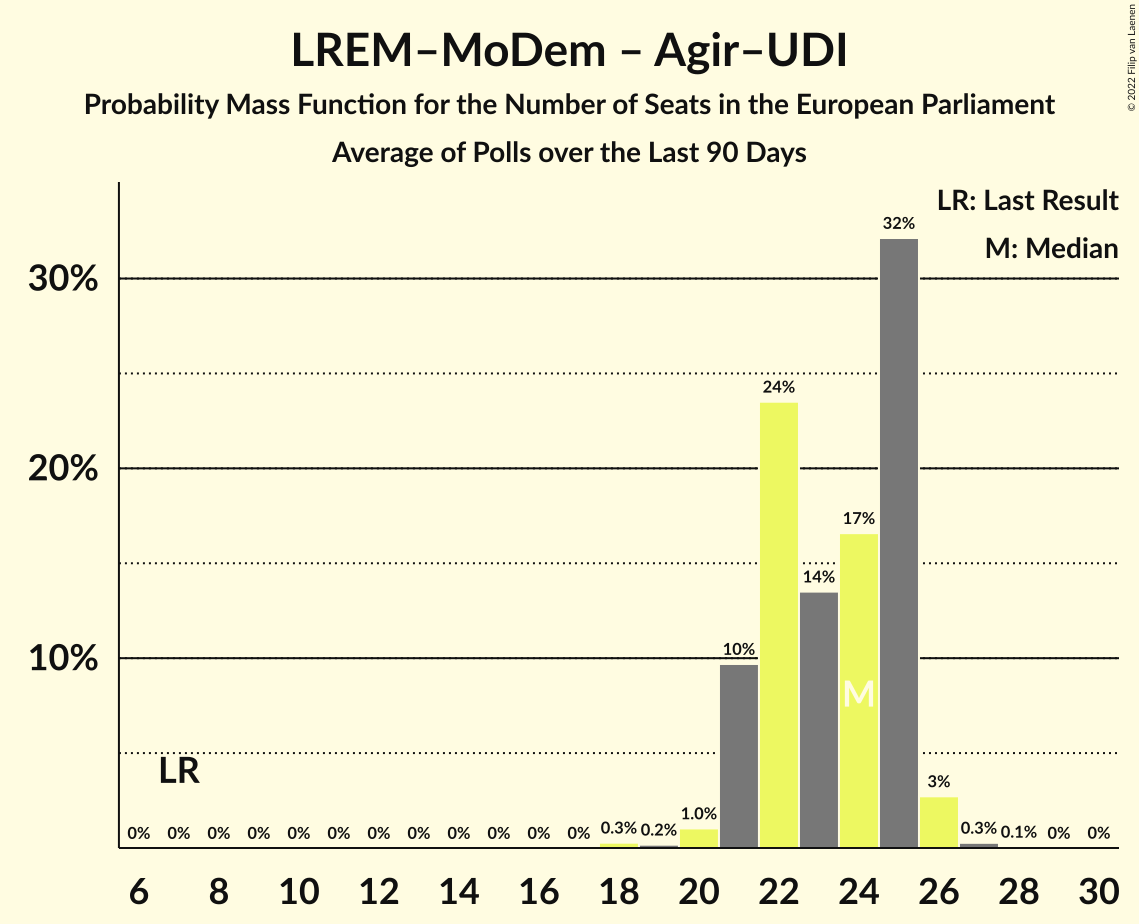 LREM–MoDem – Agir–UDI
Probability Mass Function for the Number of Seats in the European Parliament
Average of Polls over the Last 90 Days
© 2022 Filip van Laenen
LR: Last Result
M: Median
30%
20%
10%
32%
24%
17%
14%
10%
M
LR
3%
0% 0% 0% 0% 0% 0% 0% 0% 0% 0% 0% 0% 0.3% 0.2% 1.0% 0.3% 0.1% 0% 0%
6 8 10 12 14 16 18 20 22 24 26 28 30